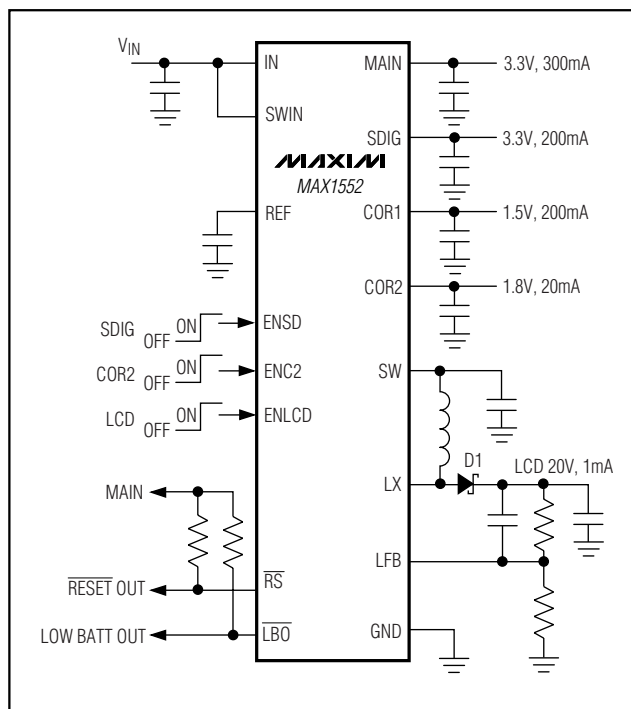 VIN
IN
MAIN
3.3V, 300mA
SWIN
SDIG
3.3V, 200mA
MAXIM
MAX1552
REF
COR1
1.5V, 200mA
COR2
1.8V, 20mA
SDIG ON OFF
ENSD
COR2 ON OFF
ENC2
SW
LCD ON OFF
ENLCD
D1
LCD 20V, 1mA
MAIN
LX
LFB
RESET OUT
RS
LOW BATT OUT
LBO
GND